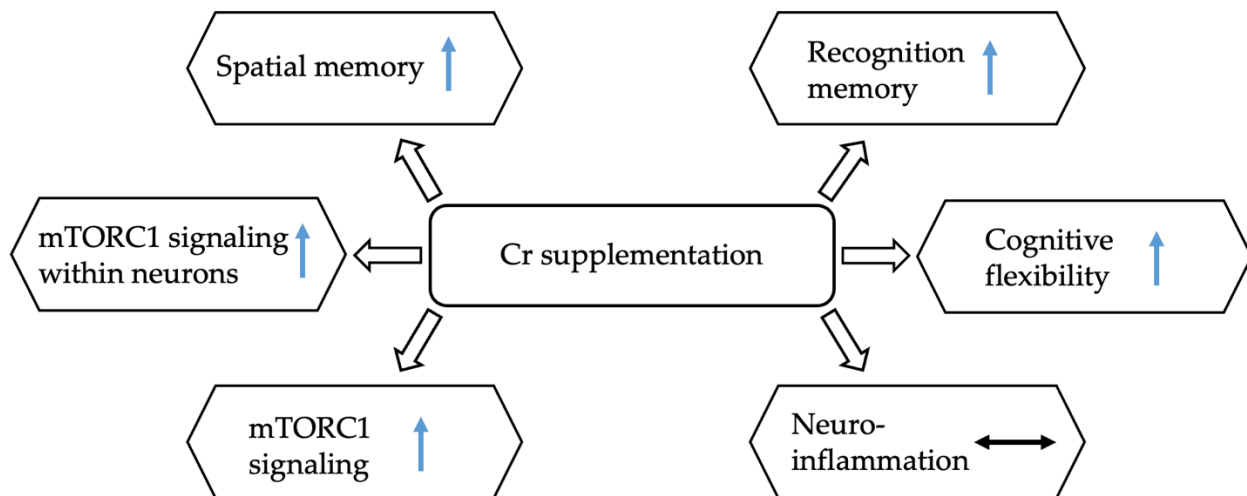 Spatial memory
Recognition
memory
mTORC1 signaling
within neurons
Cr supplementation
Cognitive
flexibility
mTORC1
signaling
Neuro-
inflammation